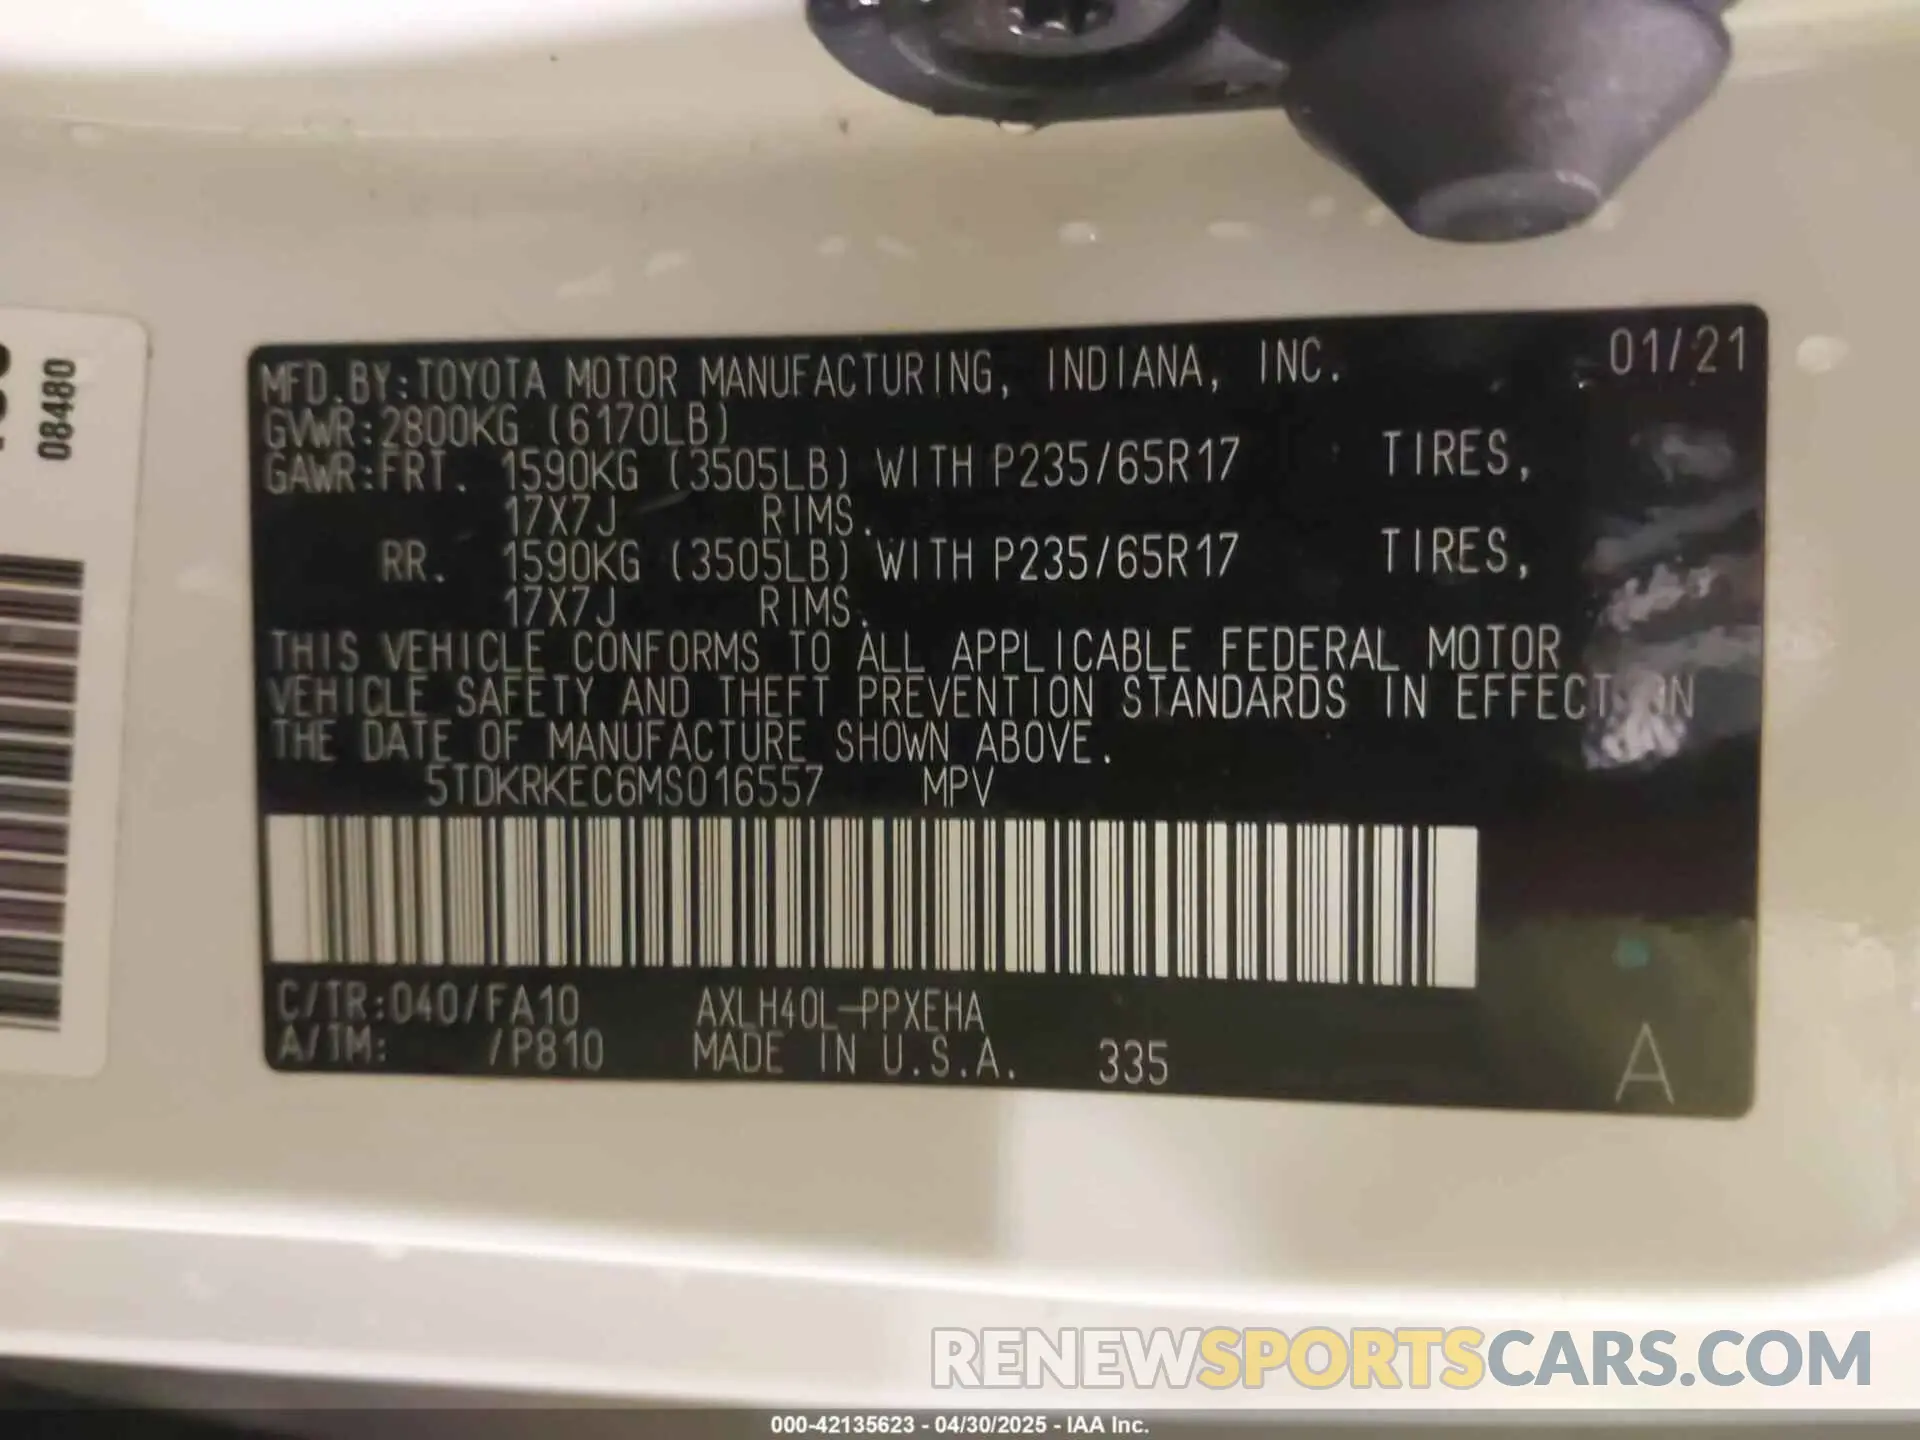 08480
MFD.BY:TOYOTA MOTOR MANUFACTURING, INDIANA, INC. 01/21
GVWR:2800KG (6170LB)
GAWR:FRT. 1590KG (3505LB) WITH P235/65R17 TIRES,
17X7J RIMS.
RR. 1590KG (3505LB) WITH P235/65R17 TIRES,
17X7J RIMS.
THIS VEHICLE CONFORMS TO ALL APPLICABLE FEDERAL MOTOR
VEHICLE SAFETY AND THEFT PREVENTION STANDARDS IN EFFECT ON
THE DATE OF MANUFACTURE SHOWN ABOVE.
5TDKRKEC6MS016557 MPV
C/TR:040/FA10 AXLH40L-PPXEHA
A/TM: /P810 MADE IN U.S.A. 335
A
RENEWSPORTSCARS.COM
000-42135623 - 04/30/2025 - IAA Inc.